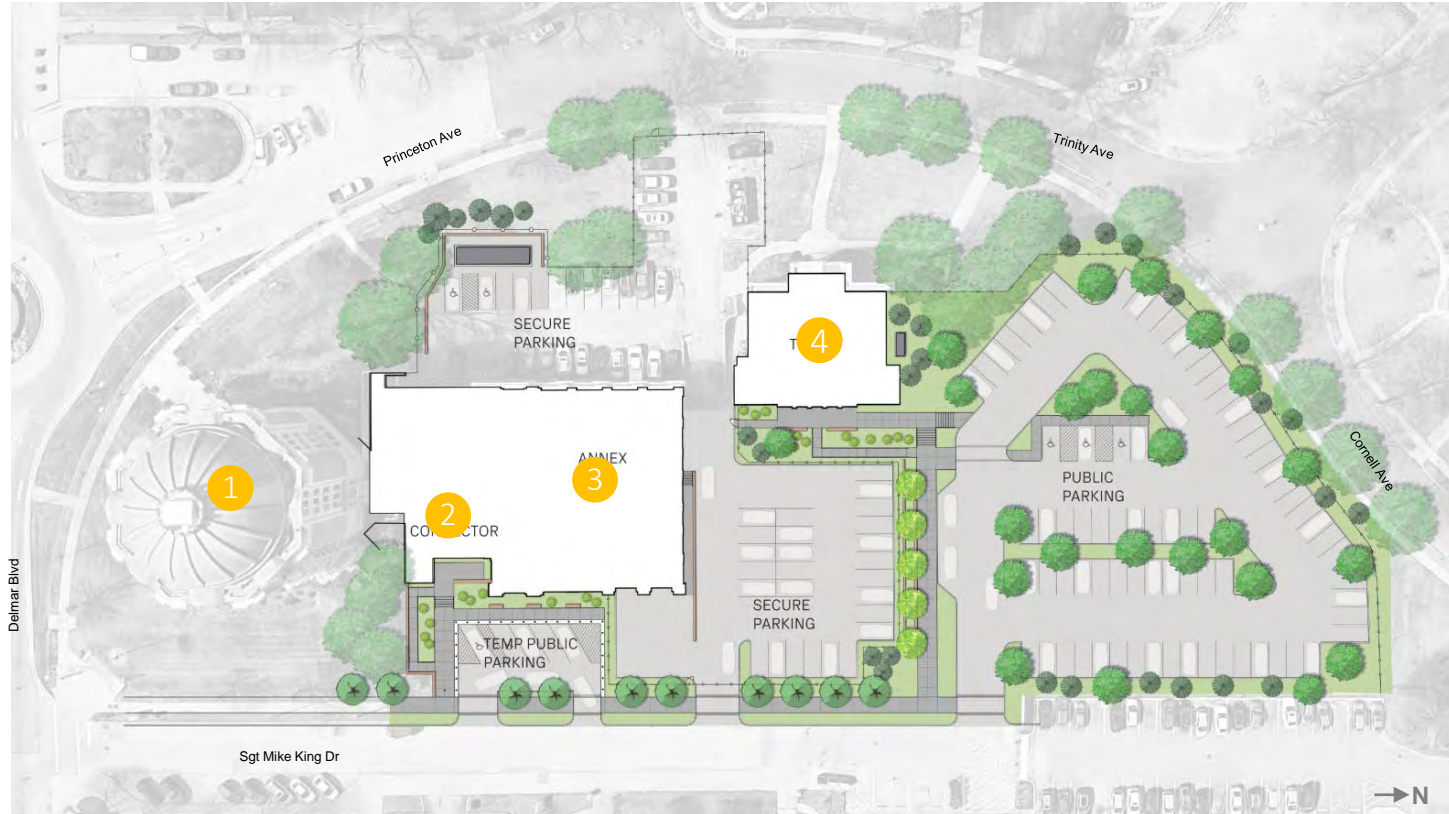 Princeton Ave
Trinity Ave
SECURE
PARKING
4
Cornell Ave
1
ANNEX
3
2
PUBLIC
PARKING
Delmar Blvd
SECURE
PARKING
TEMP PUBLIC
PARKING
Sgt Mike King Dr
N